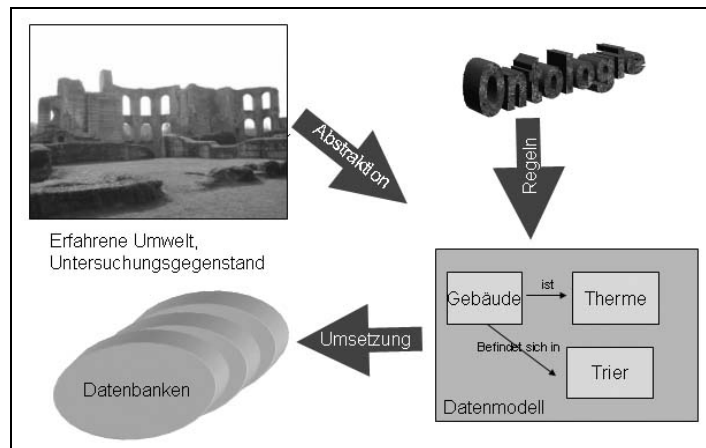 Ontologie
Abstraktion
Regeln
Erfahrene Umwelt,
Untersuchungsgegenstand
Gebäude
ist
Therme
Befindet sich in
Trier
Datenmodell
Umsetzung
Datenbanken